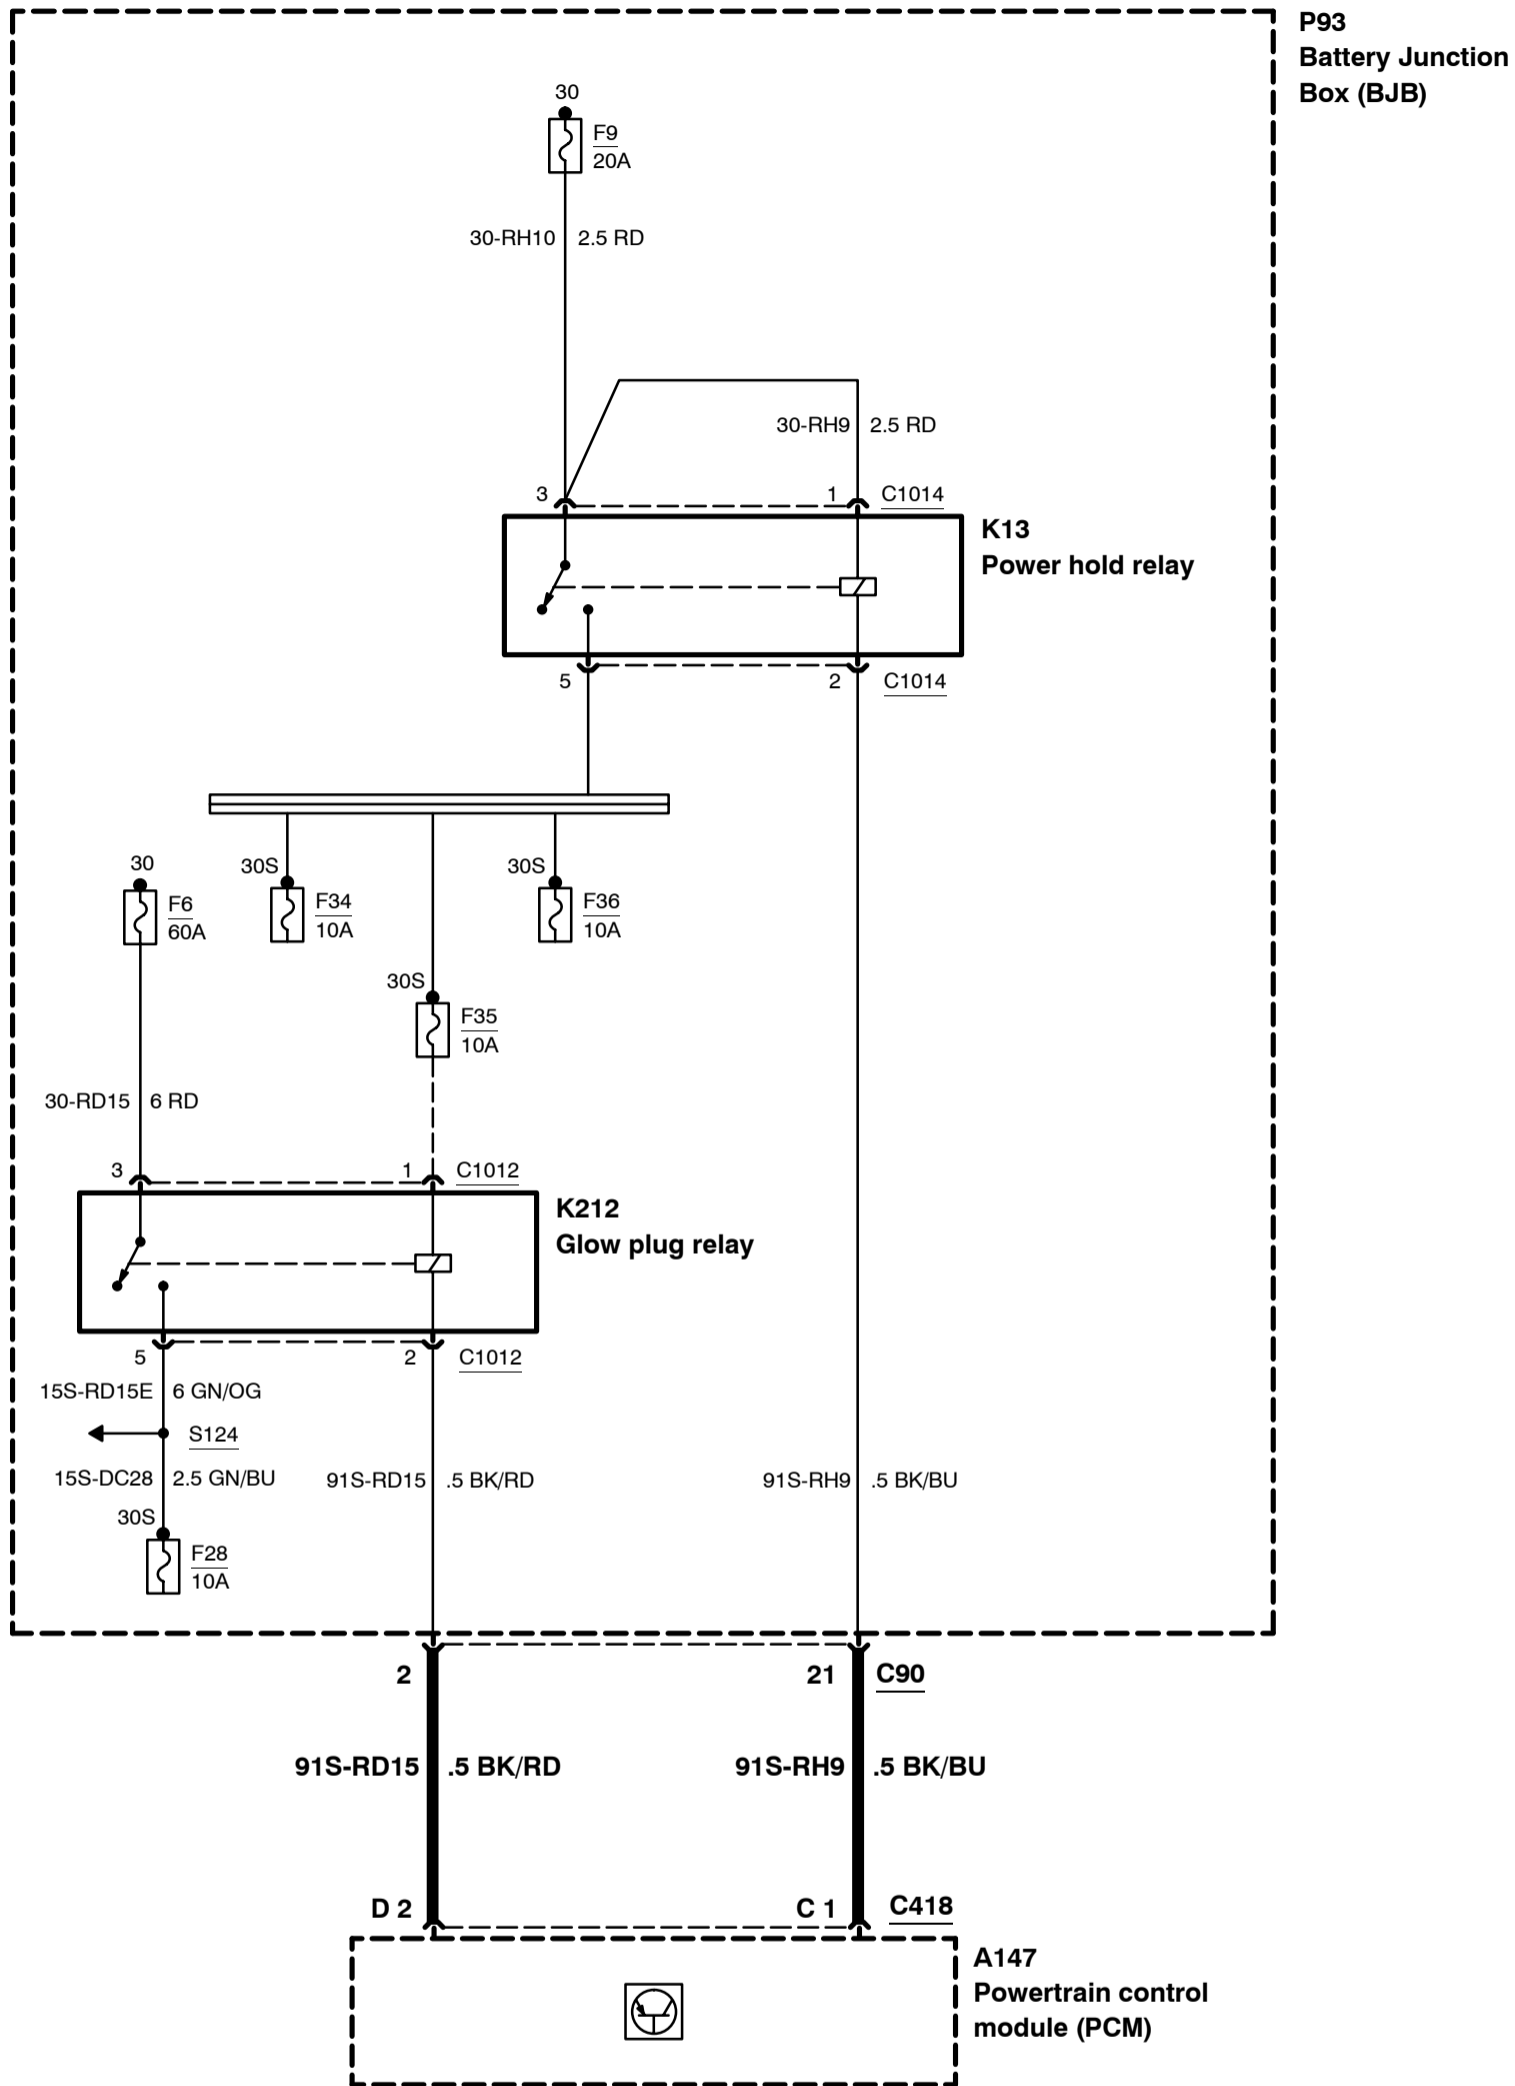 P93
Battery Junction
Box (BJB)
30
F9
20A
30-RH10 2.5 RD
30-RH9 2.5 RD
3 1 C1014
K13
Power hold relay
5 2 C1014
30 30S 30S
F6
60A
F34
10A
F36
10A
30S
F35
10A
30-RD15 6 RD
3 1 C1012
K212
Glow plug relay
5 2 C1012
15S-RD15E 6 GN/OG
S124
15S-DC28 2.5 GN/BU 91S-RD15 .5 BK/RD 91S-RH9 .5 BK/BU
30S
F28
10A
2 21 C90
91S-RD15 .5 BK/RD 91S-RH9 .5 BK/BU
D 2 C 1 C418
A147
Powertrain control
module (PCM)